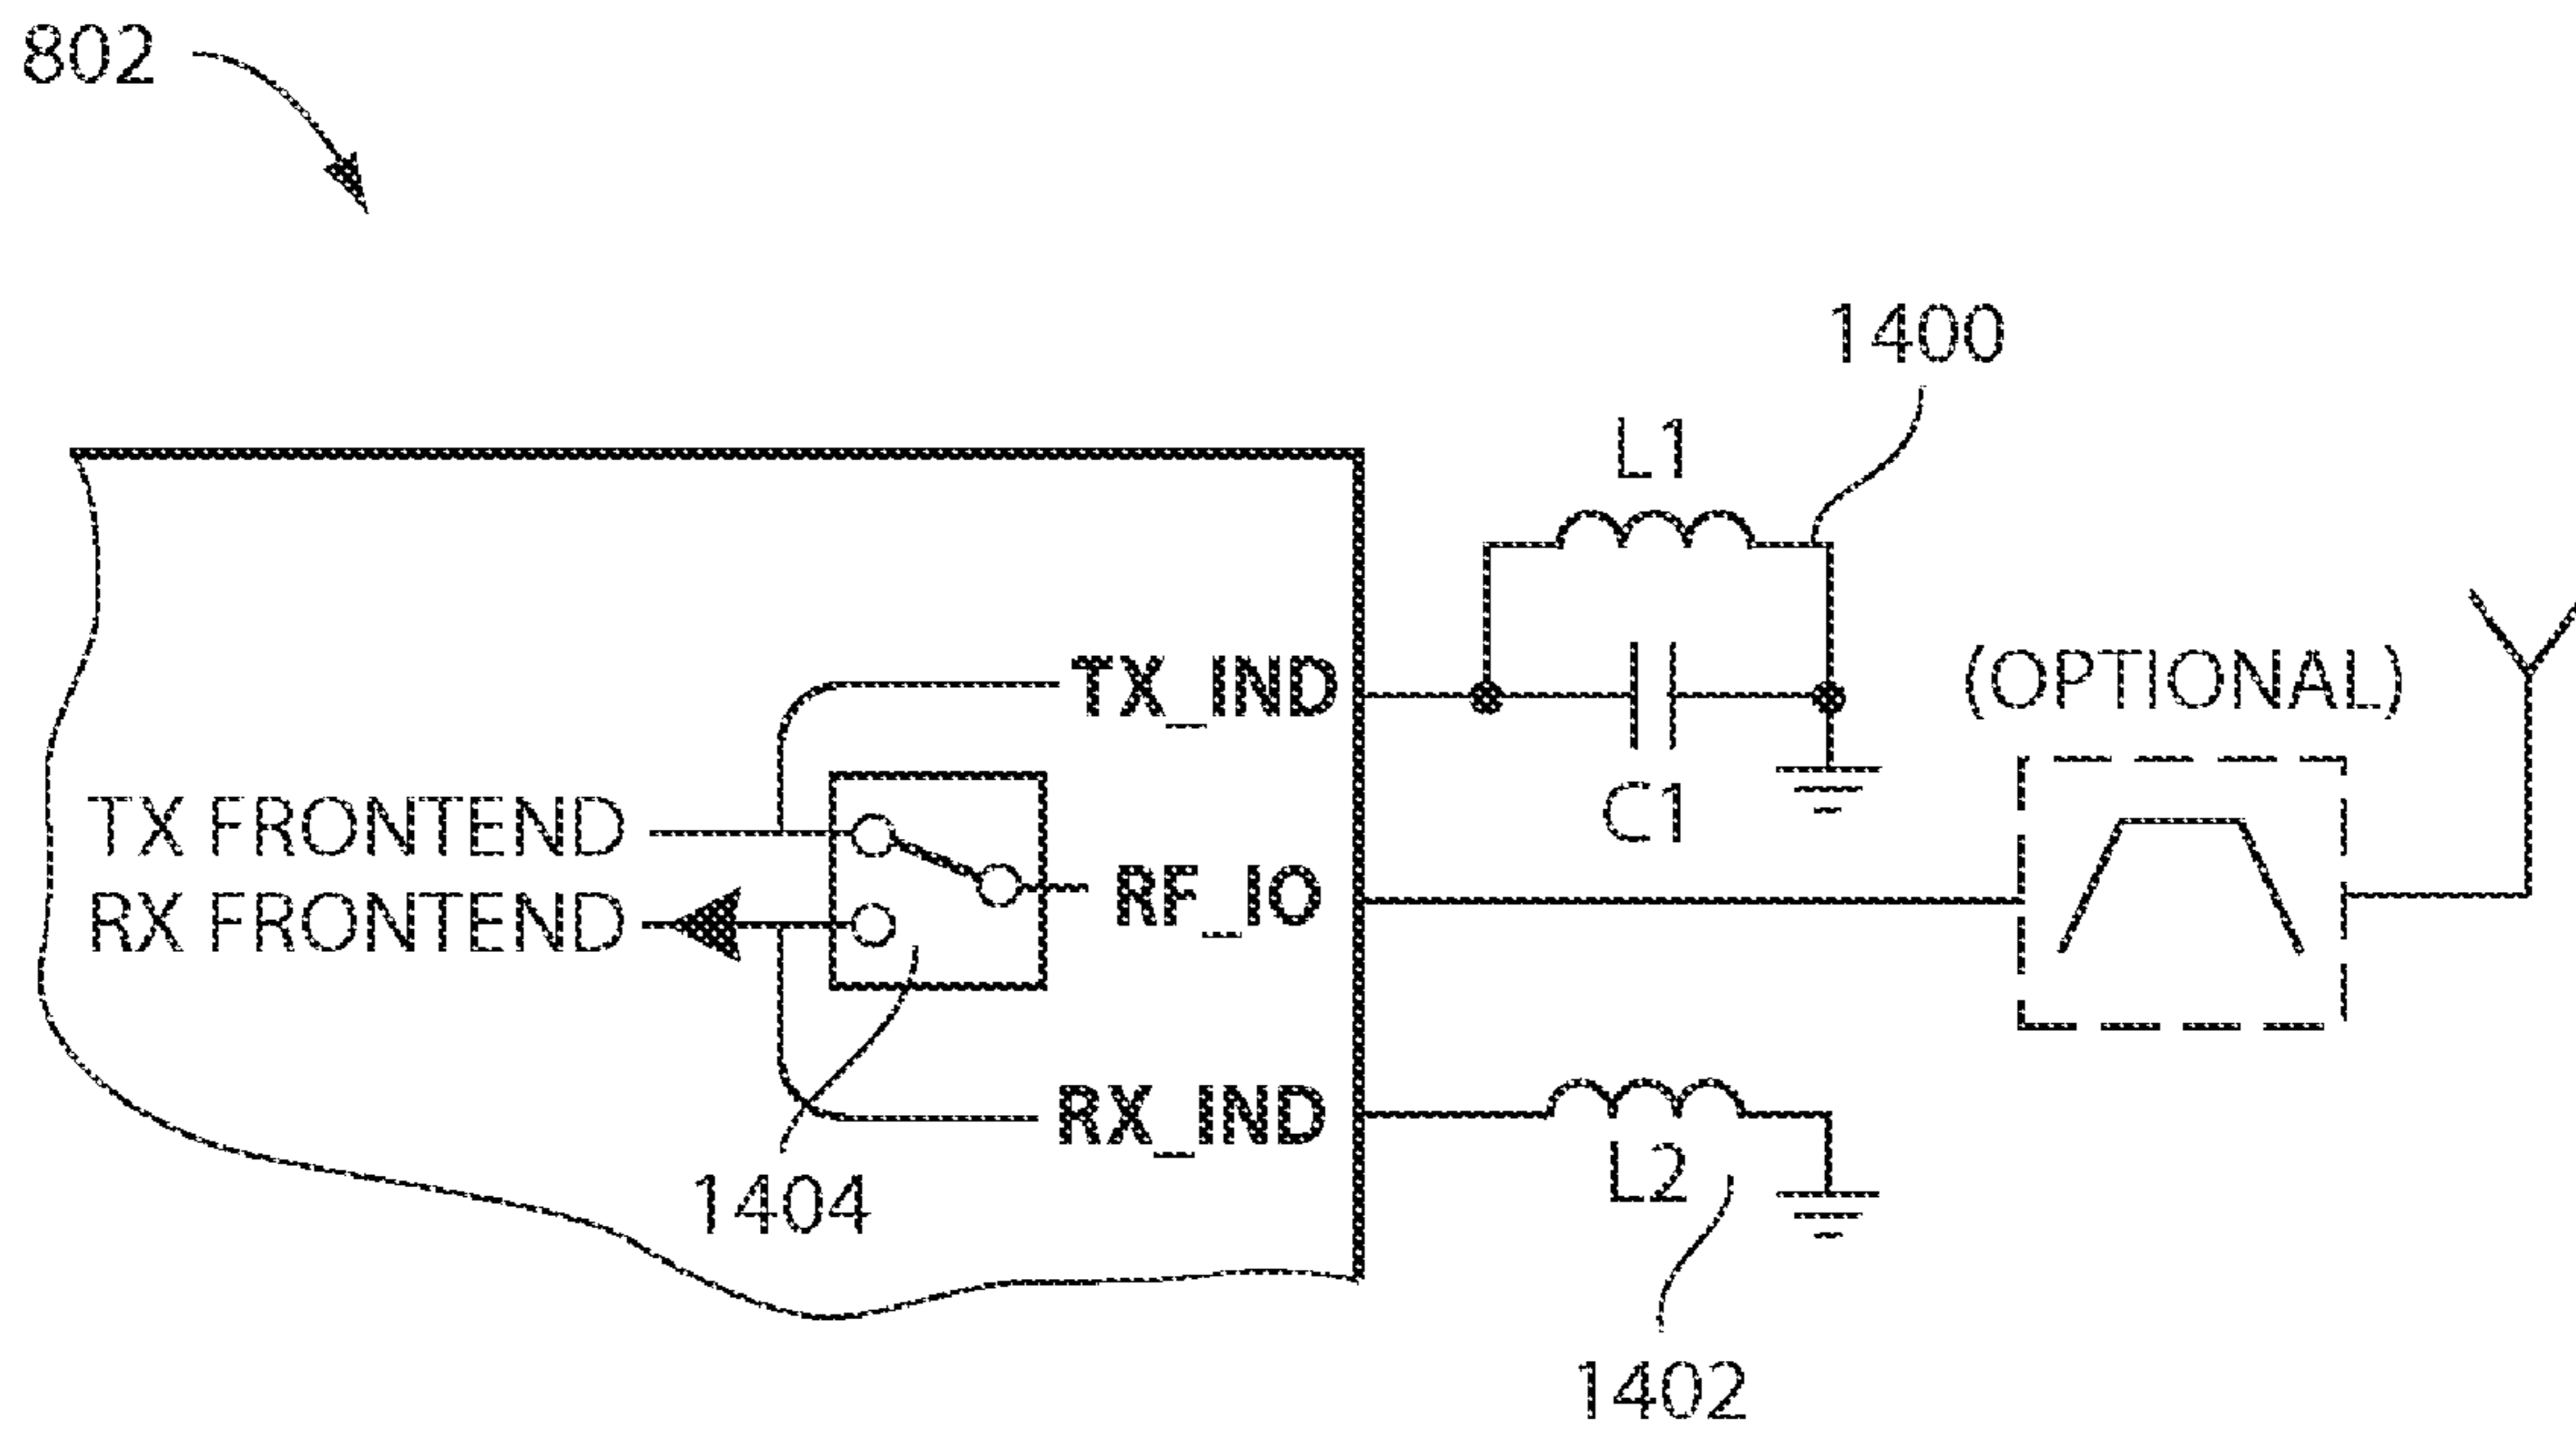 802
1400
L1
TX_IND
(OPTIONAL)
C1
TX FRONTEND
RX FRONTEND
RF_IO
RX_IND
L2
1404
1402